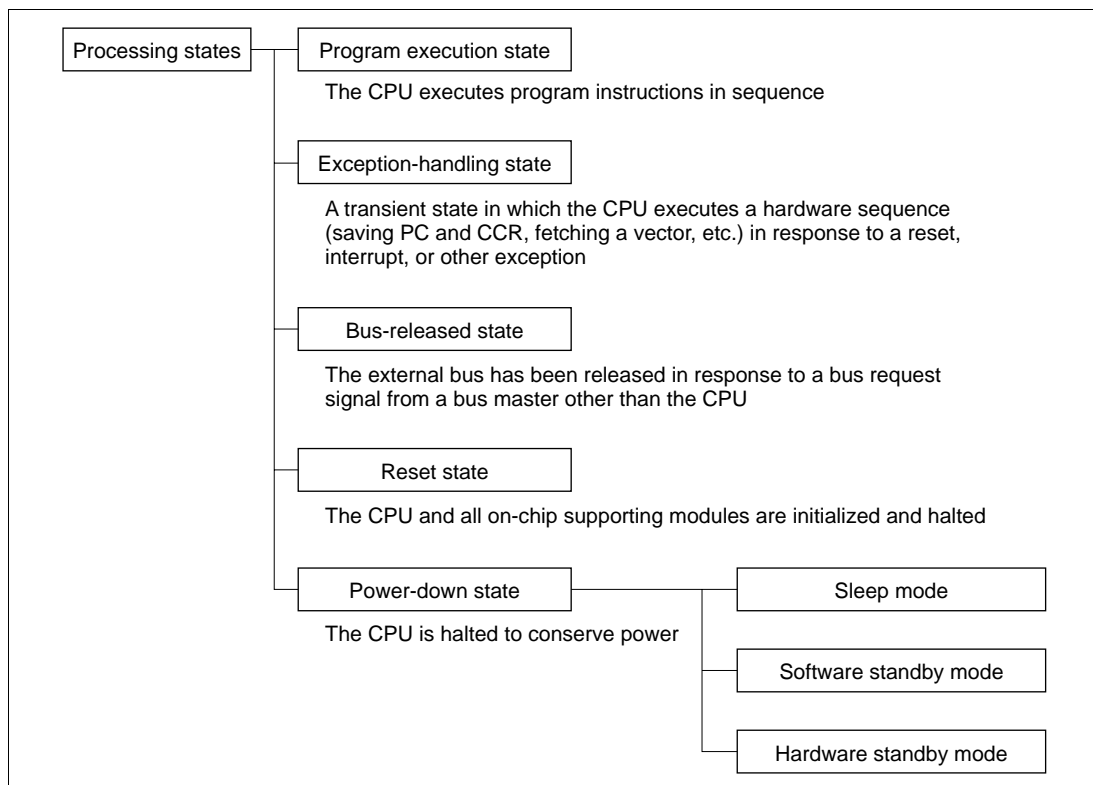 Processing states
Program execution state
The CPU executes program instructions in sequence
Exception-handling state
A transient state in which the CPU executes a hardware sequence
(saving PC and CCR, fetching a vector, etc.) in response to a reset,
interrupt, or other exception
Bus-released state
The external bus has been released in response to a bus request
signal from a bus master other than the CPU
Reset state
The CPU and all on-chip supporting modules are initialized and halted
Power-down state
The CPU is halted to conserve power
Sleep mode
Software standby mode
Hardware standby mode